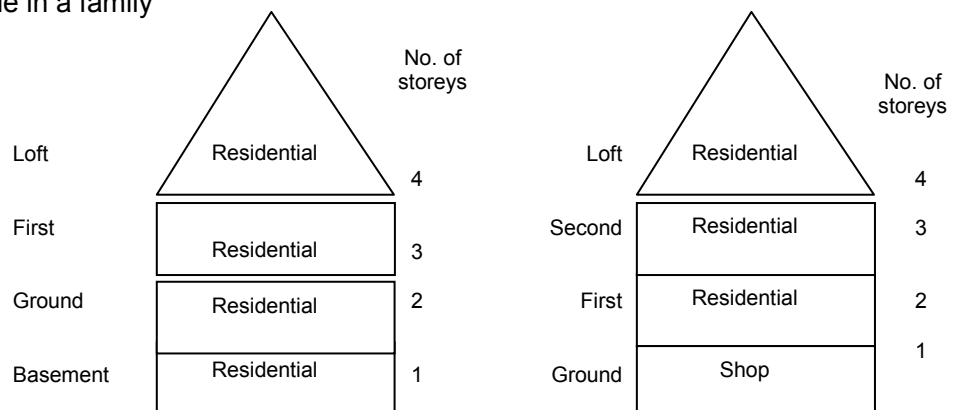 e in a family
No. of
storeys
Loft
Residential
4
First
Residential
3
Ground
Residential
2
Basement
Residential
1
No. of
storeys
Loft
Residential
4
Second
Residential
3
First
Residential
2
1
Ground
Shop